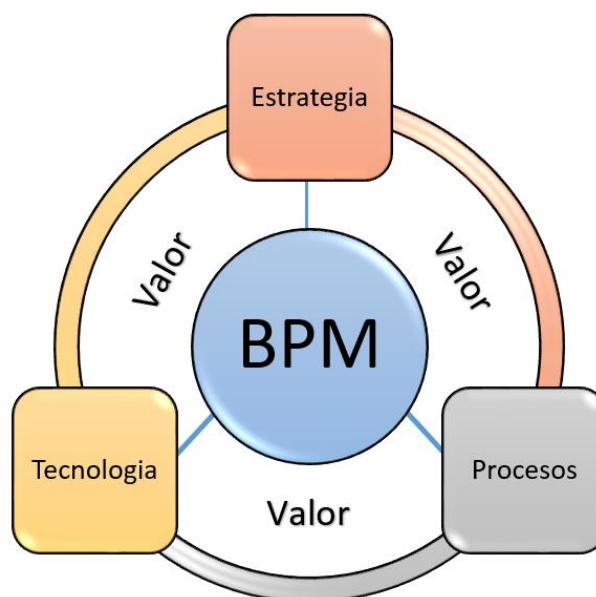 Estrategia
Valor
Valor
BPM
Tecnologia
Procesos
Valor